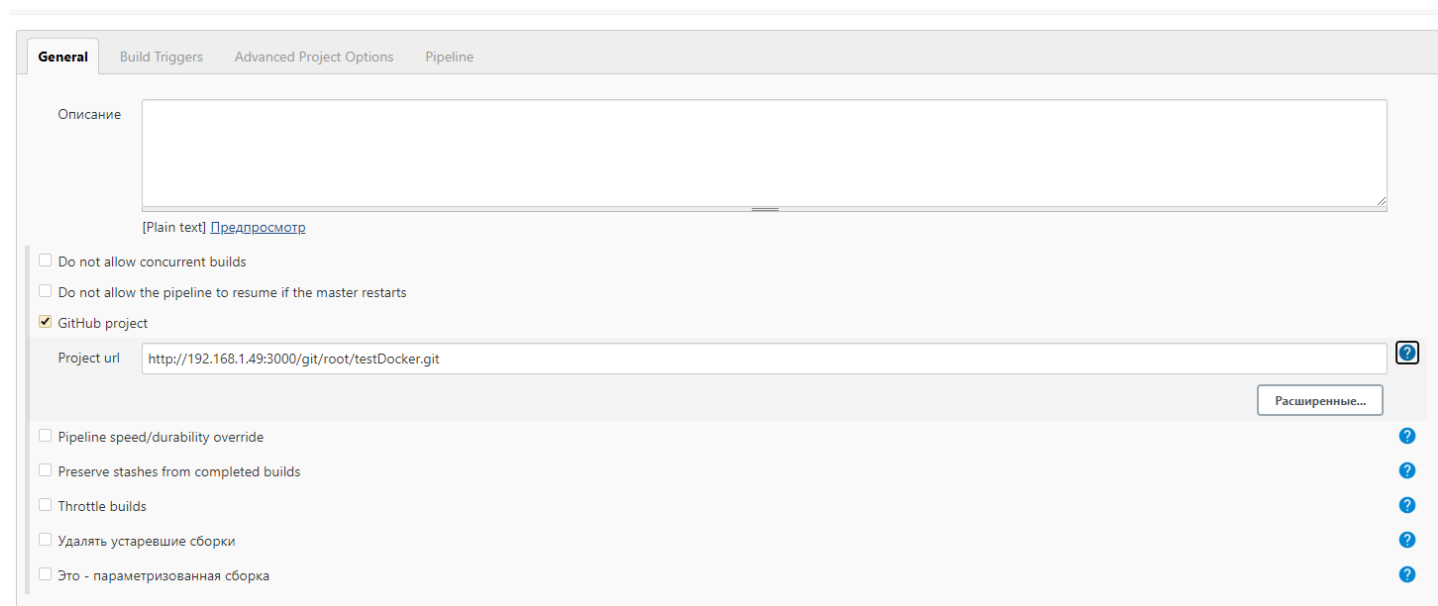 General Build Triggers Advanced Project Options Pipeline
Описание
[Plain text] Предпросмотр
Do not allow concurrent builds
Do not allow the pipeline to resume if the master restarts
GitHub project
Project url http://192.168.1.49:3000/git/root/testDocker.git
Расширенные...
Pipeline speed/durability override
Preserve stashes from completed builds
Throttle builds
Удалять устаревшие сборки
Это - параметризованная сборка